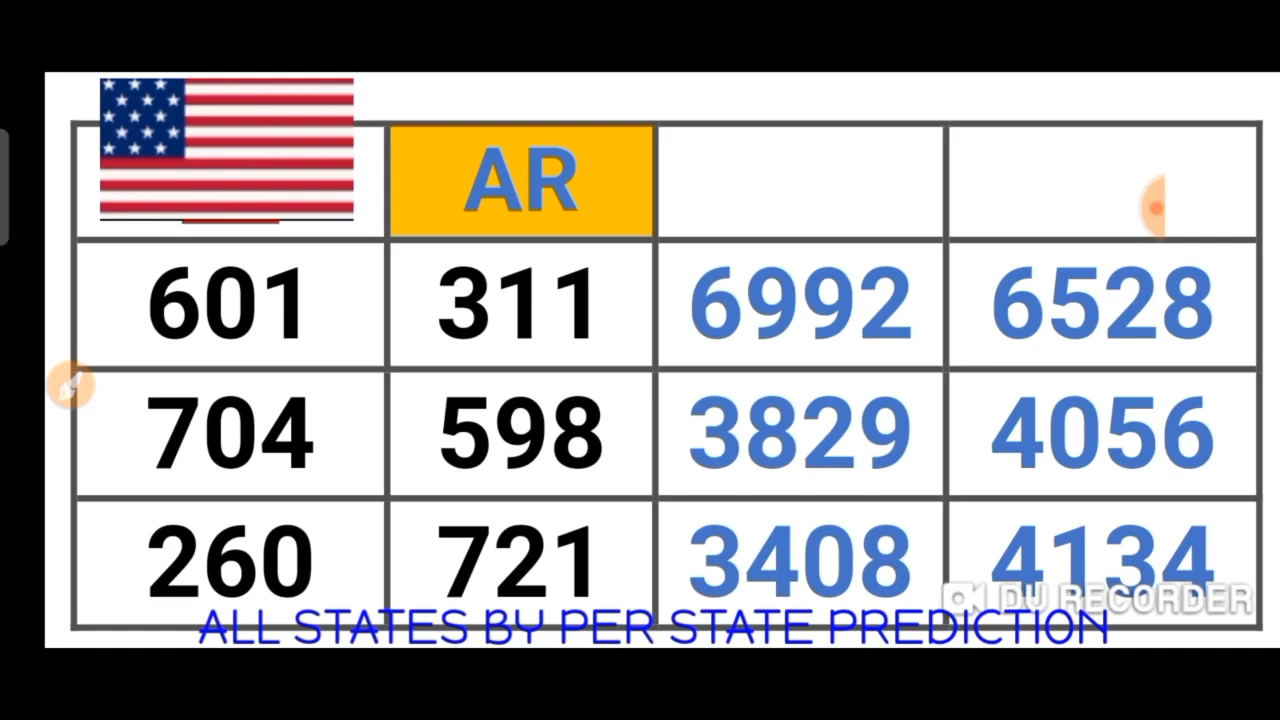 AR
601 311 6992 6528
704 598 3829 4056
260 721 3408 4134
DU RECORDER
ALL STATES BY PER STATE PREDICTION